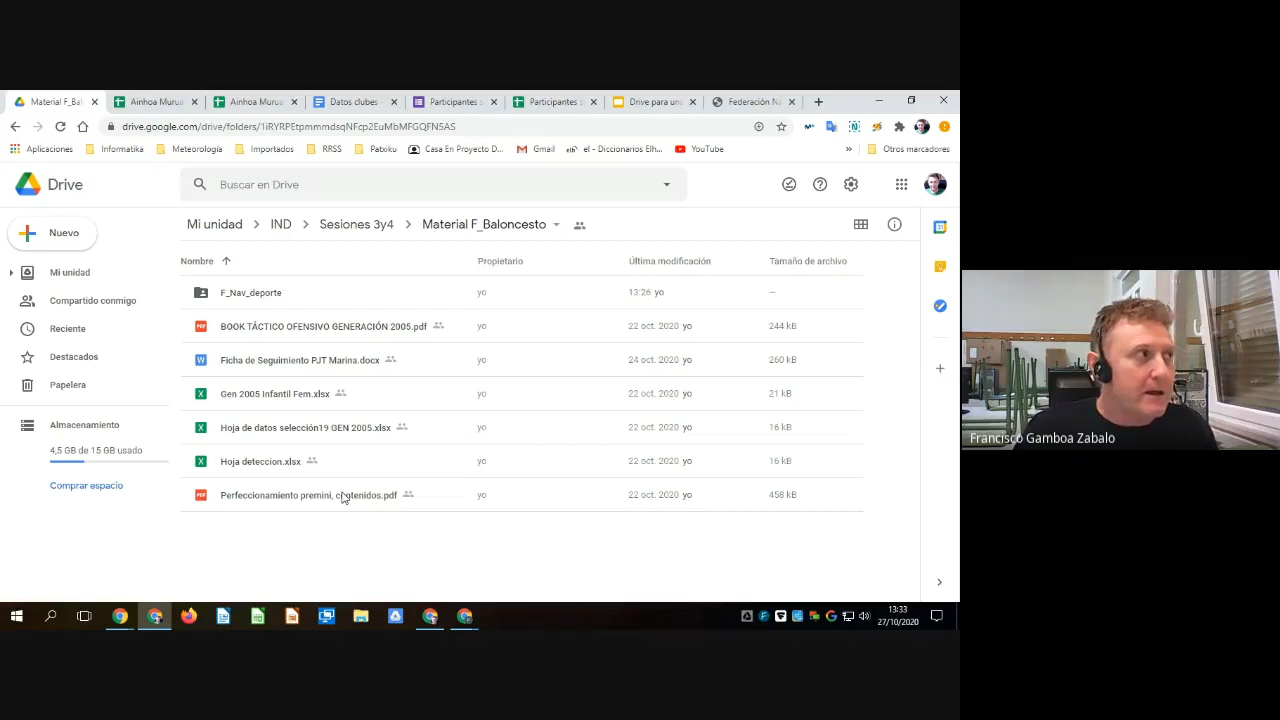 Material F_Bal
Ainhoa Murua
Ainhoa Murua
Datos clubes -
Participantes s
Participantes s
Drive para una
Federación Na
drive.google.com/drive/folders/1iRYRPEtpmmmdsqNFcp2EuMbMFGQFN5AS
Aplicaciones
Informatika
Meteorología
Importados
RRSS
Patxiku
Casa En Proyecto D...
Gmail
el - Diccionarios Elh...
YouTube
Otros marcadores
Drive
Buscar en Drive
Nuevo
Mi unidad
Compartido conmigo
Reciente
Destacados
Papelera
Almacenamiento
4,5 GB de 15 GB usado
Comprar espacio
Mi unidad > IND > Sesiones 3y4 > Material F_Baloncesto
Nombre Propietario Última modificación Tamaño de archivo
F_Nav_deporte yo 13:26 yo —
BOOK TÁCTICO OFENSIVO GENERACIÓN 2005.pdf yo 22 oct. 2020 yo 244 kB
Ficha de Seguimiento PJT Marina.docx yo 24 oct. 2020 yo 260 kB
Gen 2005 Infantil Fem.xlsx yo 22 oct. 2020 yo 21 kB
Hoja de datos selección19 GEN 2005.xlsx yo 22 oct. 2020 yo 16 kB
Hoja deteccion.xlsx yo 22 oct. 2020 yo 16 kB
Perfeccionamiento premini, contenidos.pdf yo 22 oct. 2020 yo 458 kB
13:33
27/10/2020
Francisco Gamboa Zabalo